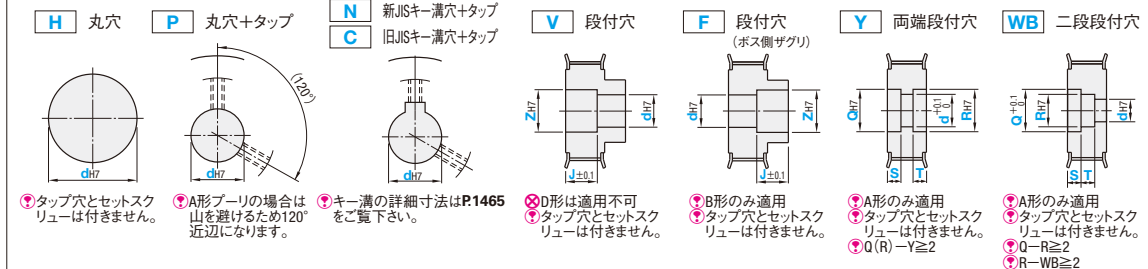 H 丸穴
dH7
タップ穴とセットスク
リューは付きません。
P 丸穴+タップ
(120°)
dH7
A形プーリの場合は
山を避けるため120°
近辺になります。
N 新JISキー溝穴+タップ
C 旧JISキー溝穴+タップ
dH7
キー溝の詳細寸法はP.1465
をご覧下さい。
V 段付穴
ZH7
dH7
J±0.1
D形は適用不可
タップ穴とセットスク
リューは付きません。
F 段付穴
(ボス側ザグリ)
dH7
ZH7
J±0.1
B形のみ適用
タップ穴とセットスク
リューは付きません。
Y 両端段付穴
QH7
d+0.1 0
RH7
S
T
A形のみ適用
タップ穴とセットスク
リューは付きません。
Q(R)-Y≧2
WB 二段段付穴
Q+0.1 0
RH7
dH7
S
T
A形のみ適用
タップ穴とセットスク
リューは付きません。
Q-R≧2
R-WB≧2